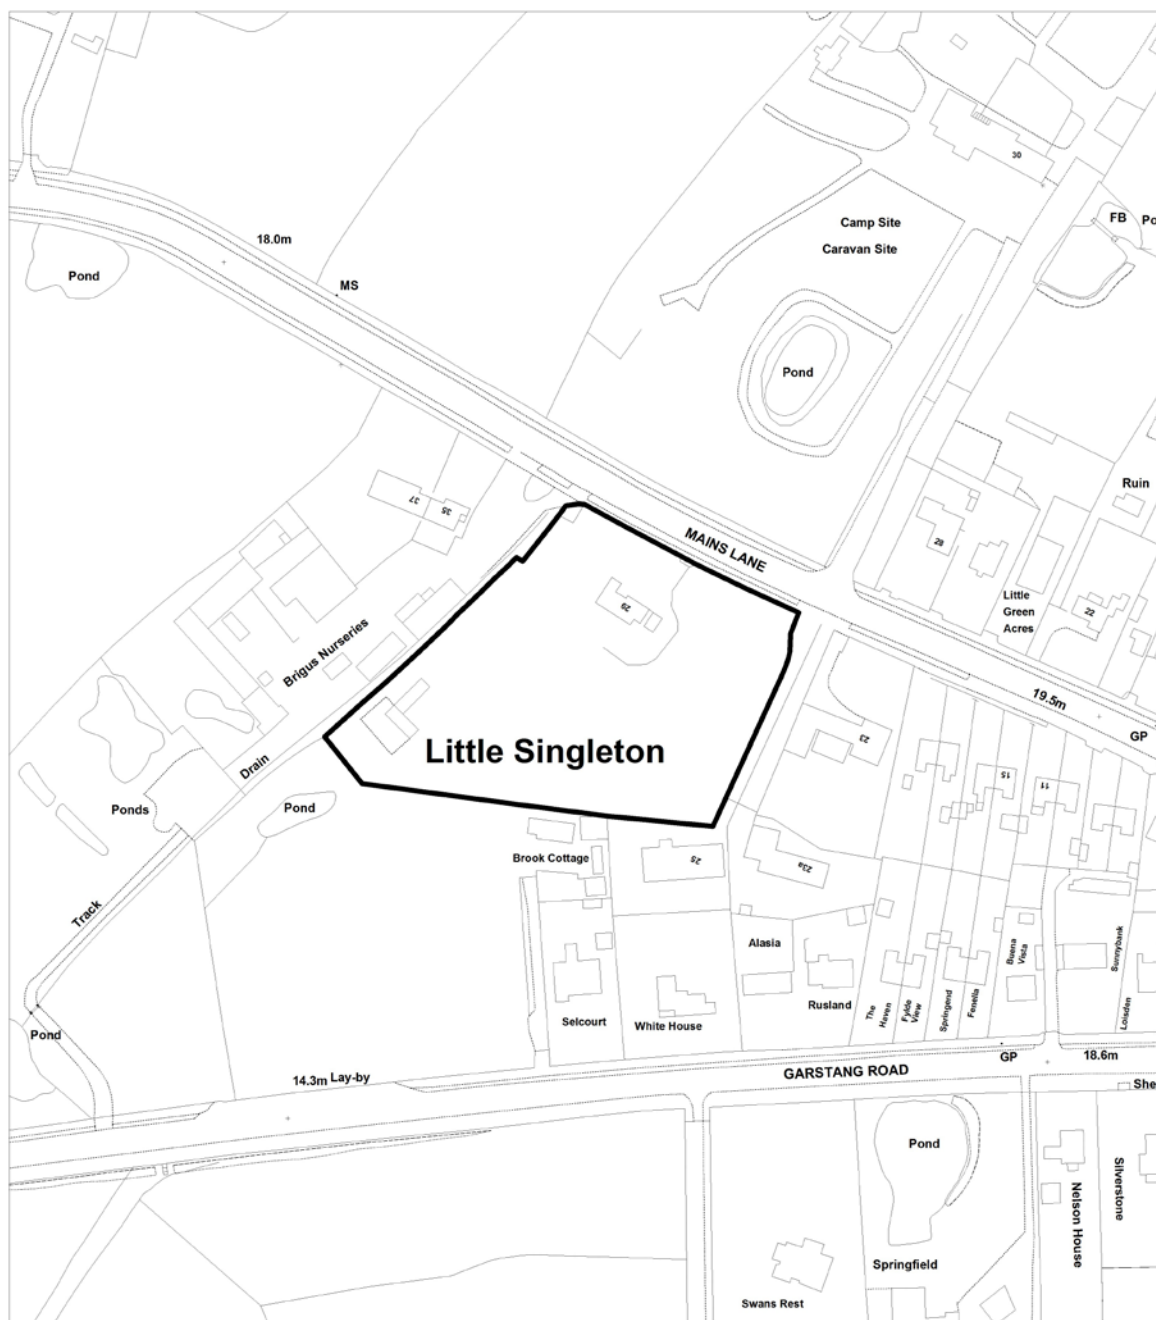 30
Camp Site
FB
Caravan Site
18.0m
Pond
MS
Pond
Ruin
37
35
MAINS LANE
28
Little
Green
Acres
29
22
Brigus Nurseries
19.5m
GP
23
Little Singleton
Drain
15
11
Ponds
Pond
Brook Cottage
25
23a
Track
Alasia
Buena
Vista
Sunnybank
Rusland
The
Haven
Fylde
View
Springend
Fenella
Loisden
Selcourt
White House
Pond
GP
18.6m
14.3m Lay-by
GARSTANG ROAD
Pond
Nelson House
Silverstone
Springfield
Swans Rest